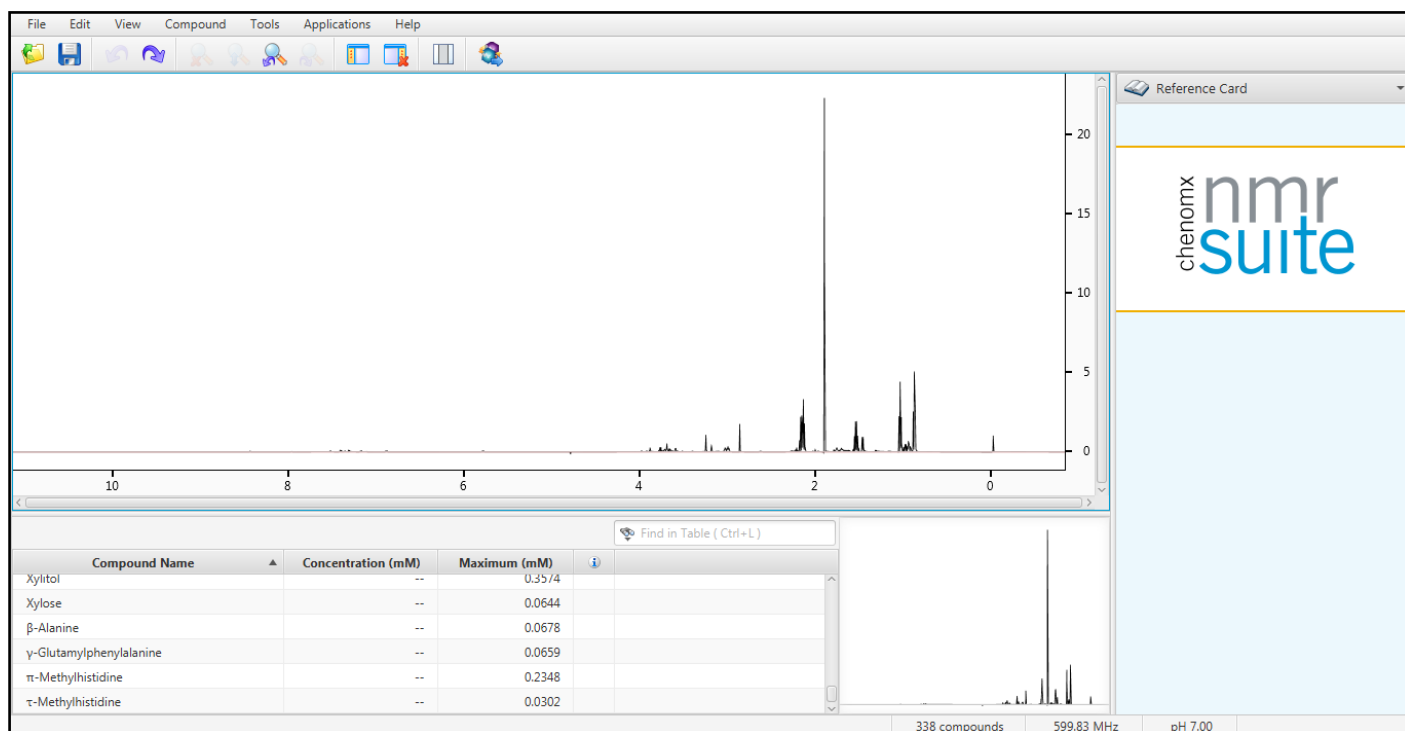 File Edit View Compound Tools Applications Help
Reference Card
20
15
10
5
0
10 8 6 4 2 0
chenomx
nmr
suite
Find in Table ( Ctrl+L )
Compound Name Concentration (mM) Maximum (mM)
Xylitol -- 0.3574
Xylose -- 0.0644
β-Alanine -- 0.0678
γ-Glutamylphenylalanine -- 0.0659
π-Methylhistidine -- 0.2348
τ-Methylhistidine -- 0.0302
338 compounds 599.83 MHz pH 7.00